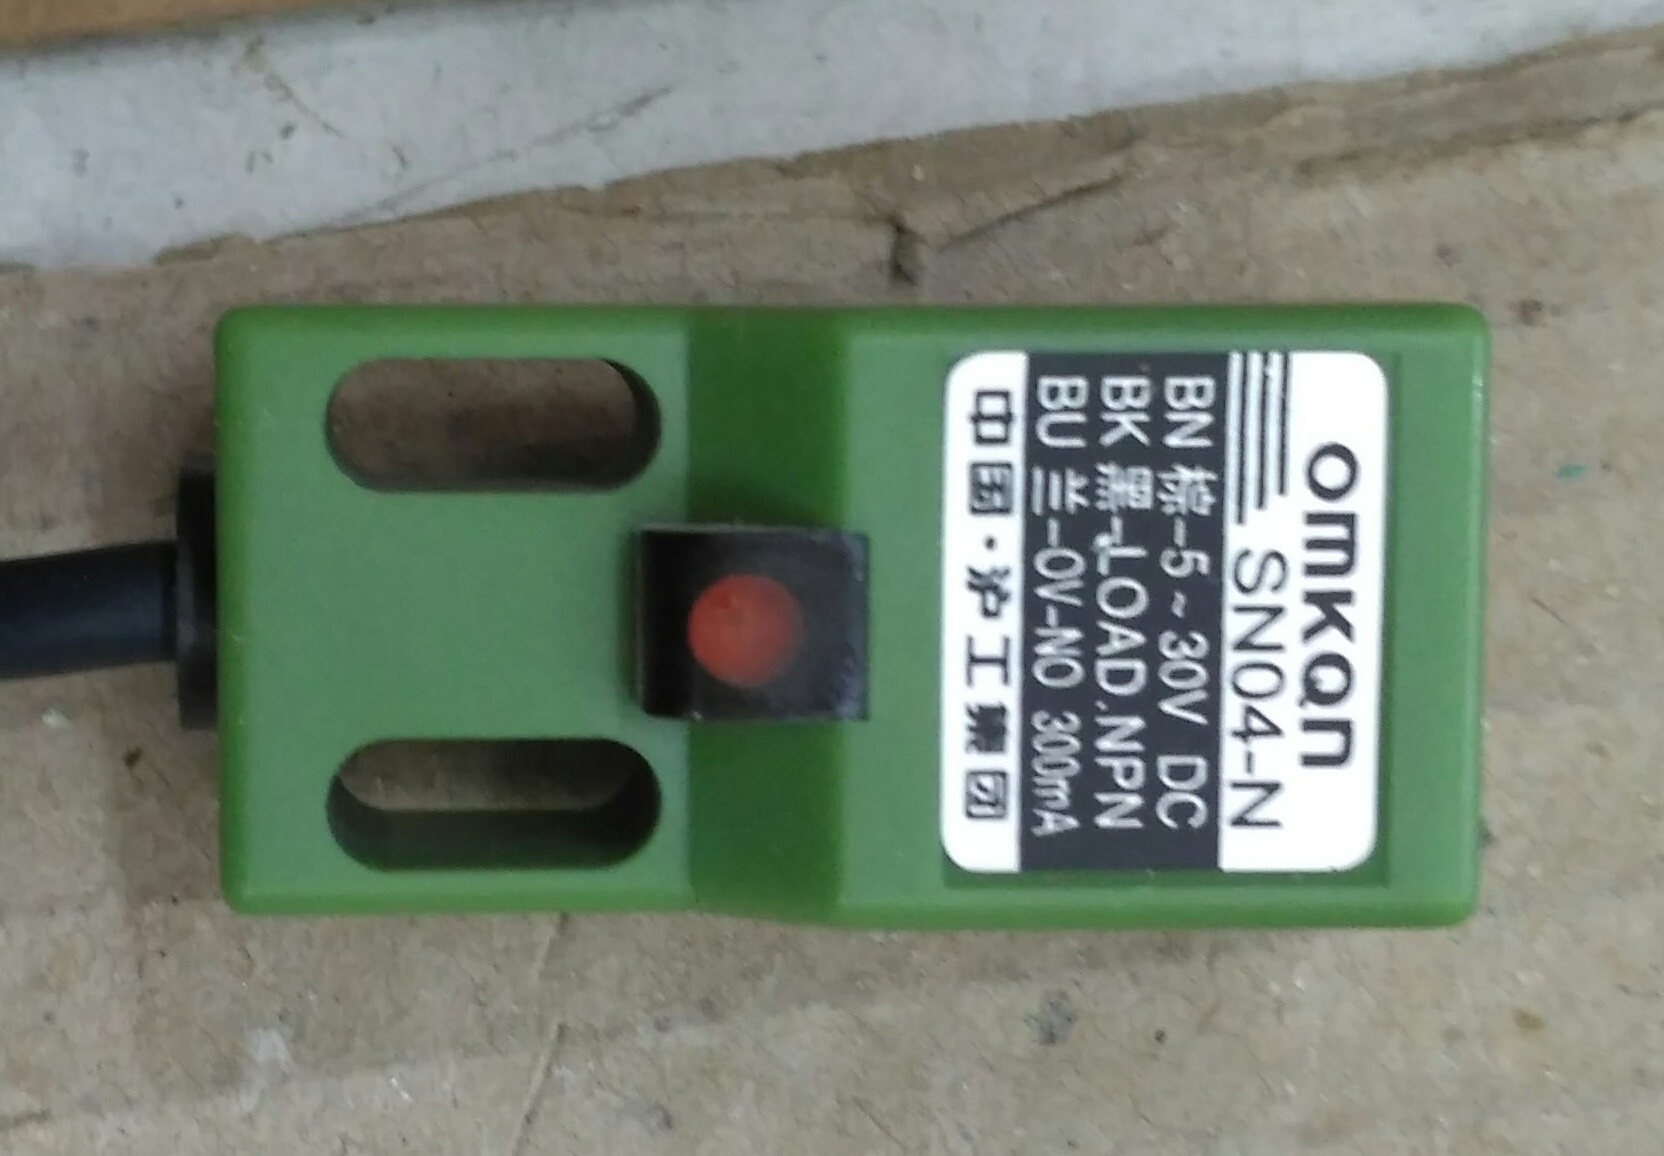 omkqn
SN04-N
BN 棕-5~30V DC
BK 黑-LOAD.NPN
BU 兰-0V-NO 300mA
中国·沪工集团